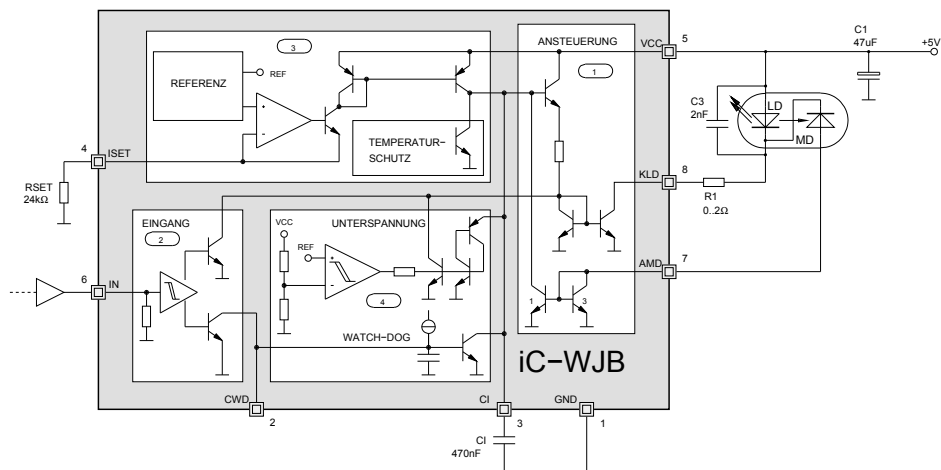 3
ANSTEUERUNG
1
VCC
5
C1
47uF
+5V
REFERENZ
REF
+
-
C3
2nF
LD
MD
TEMPERATUR-
SCHUTZ
4
ISET
RSET
24kΩ
KLD
8
R1
0..2Ω
EINGANG
2
VCC
UNTERSPANNUNG
REF
+
-
4
AMD
7
6
IN
1
3
WATCH-DOG
iC-WJB
CWD
2
CI
3
GND
1
CI
470nF